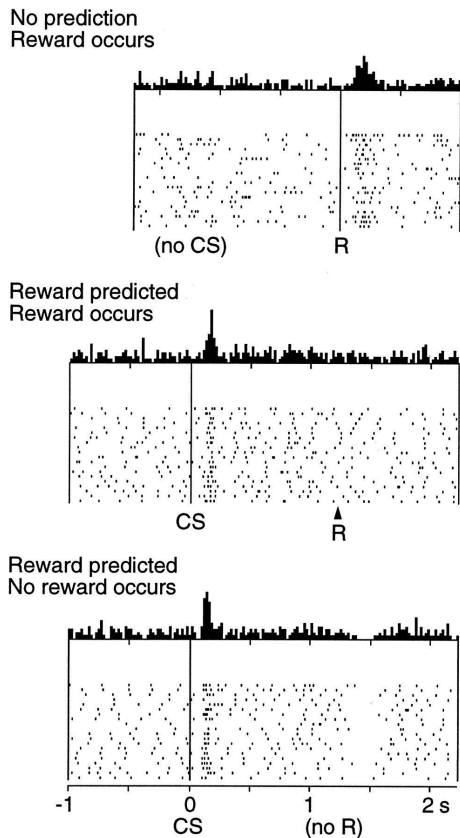 No prediction
Reward occurs
(no CS) R
Reward predicted
Reward occurs
CS R
Reward predicted
No reward occurs
-1 0 1 2 s
CS (no R)